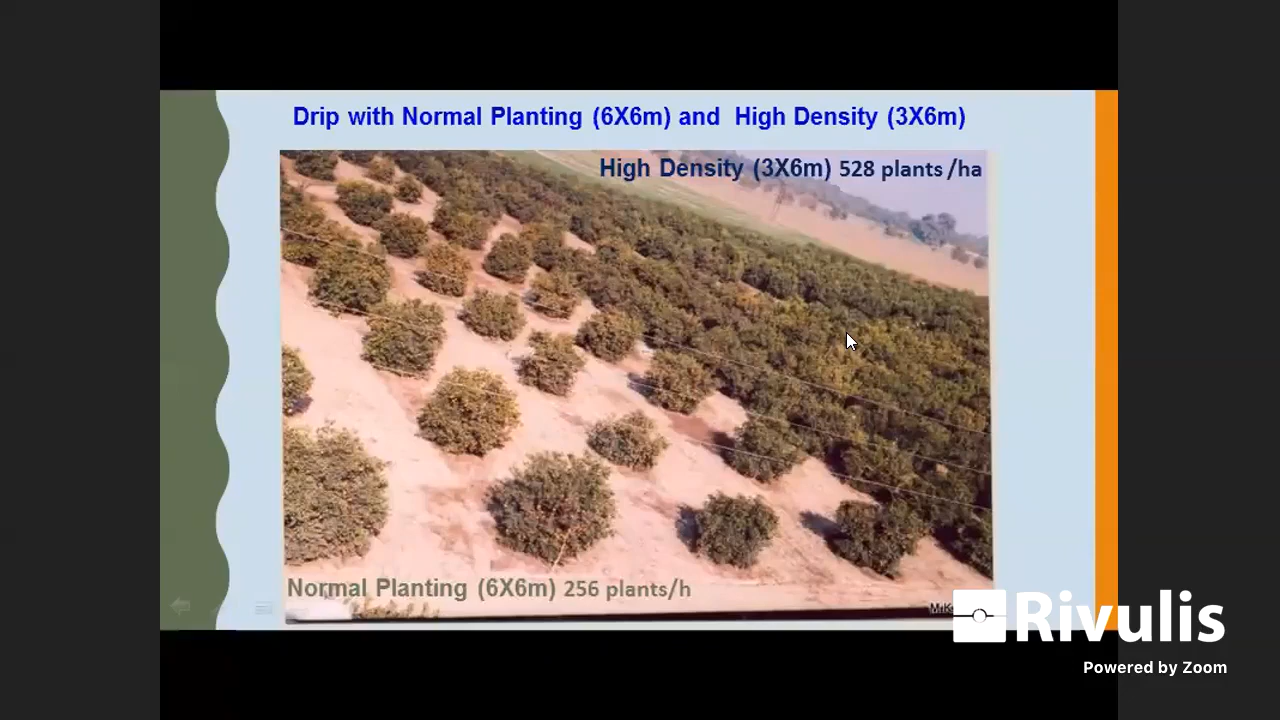 Drip with Normal Planting (6X6m) and High Density (3X6m)
High Density (3X6m) 528 plants /ha
Normal Planting (6X6m) 256 plants/h
Rivulis
Powered by Zoom